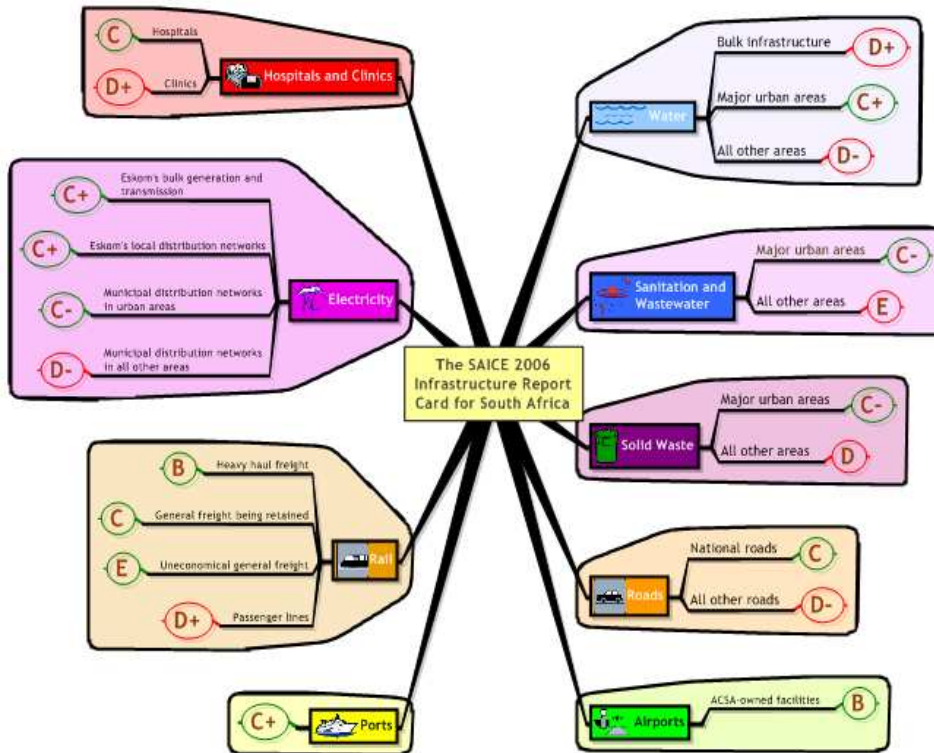 The SAICE 2006
Infrastructure Report
Card for South Africa
Hospitals and Clinics
Hospitals
C
Clinics
D+
Electricity
Eskom's bulk generation and
transmission
C+
Eskom's local distribution networks
C+
Municipal distribution networks
in urban areas
C-
Municipal distribution networks
in all other areas
D-
Rail
Heavy haul freight
B
General freight being retained
C
Uneconomical general freight
E
Passenger lines
D+
Ports
C+
Water
Bulk infrastructure
D+
Major urban areas
C+
All other areas
D-
Sanitation and
Wastewater
Major urban areas
C-
All other areas
E
Solid Waste
Major urban areas
C-
All other areas
D
Roads
National roads
C
All other roads
D-
Airports
ACSA-owned facilities
B